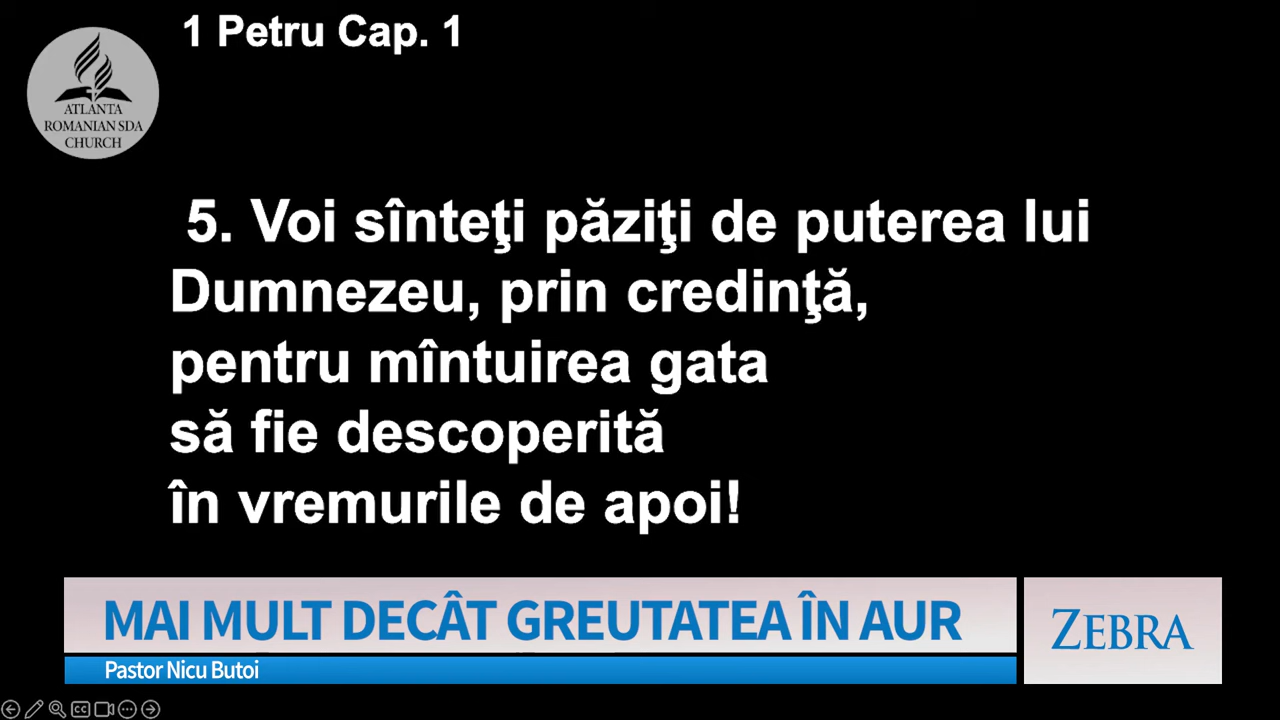 1 Petru Cap. 1
ATLANTA
ROMANIAN SDA
CHURCH
5. Voi sînteţi păziţi de puterea lui
Dumnezeu, prin credinţă,
pentru mîntuirea gata
să fie descoperită
în vremurile de apoi!
MAI MULT DECÂT GREUTATEA ÎN AUR
Pastor Nicu Butoi
ZEBRA
CC